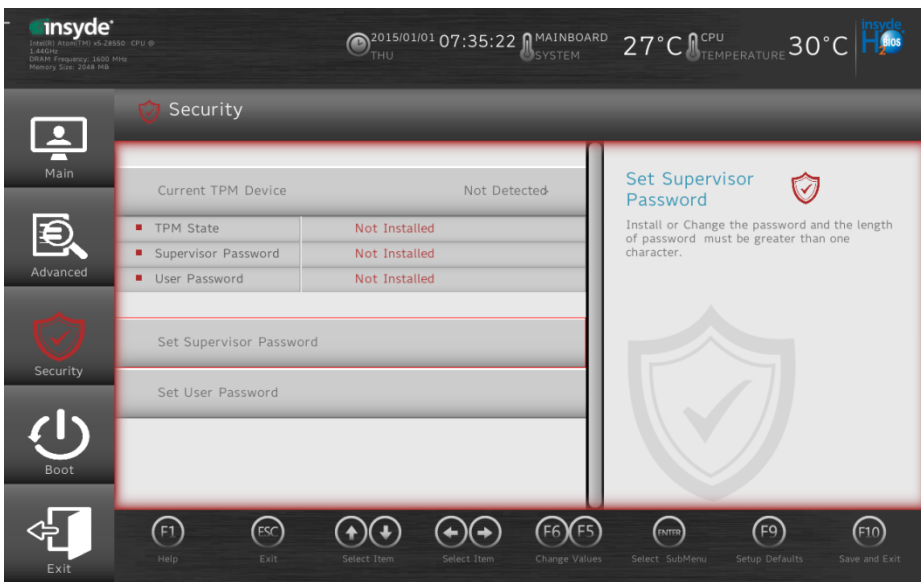 insyde®
Intel(R) Atom(TM) x5-Z8550 CPU @
1.44GHz
DRAM Frequency: 1600 MHz
Memory Size: 2048 MB
2015/01/01
THU
07:35:22
MAINBOARD
SYSTEM
27°C
CPU
TEMPERATURE
30°C
insyde
H2O BIOS
Security
Main
Advanced
Security
Boot
Exit
Current TPM Device Not Detected
TPM State Not Installed
Supervisor Password Not Installed
User Password Not Installed
Set Supervisor Password
Set User Password
Set Supervisor
Password
Install or Change the password and the length
of password must be greater than one
character.
F1
Help
ESC
Exit
Select Item
Select Item
F6 F5
Change Values
ENTER
Select SubMenu
F9
Setup Defaults
F10
Save and Exit